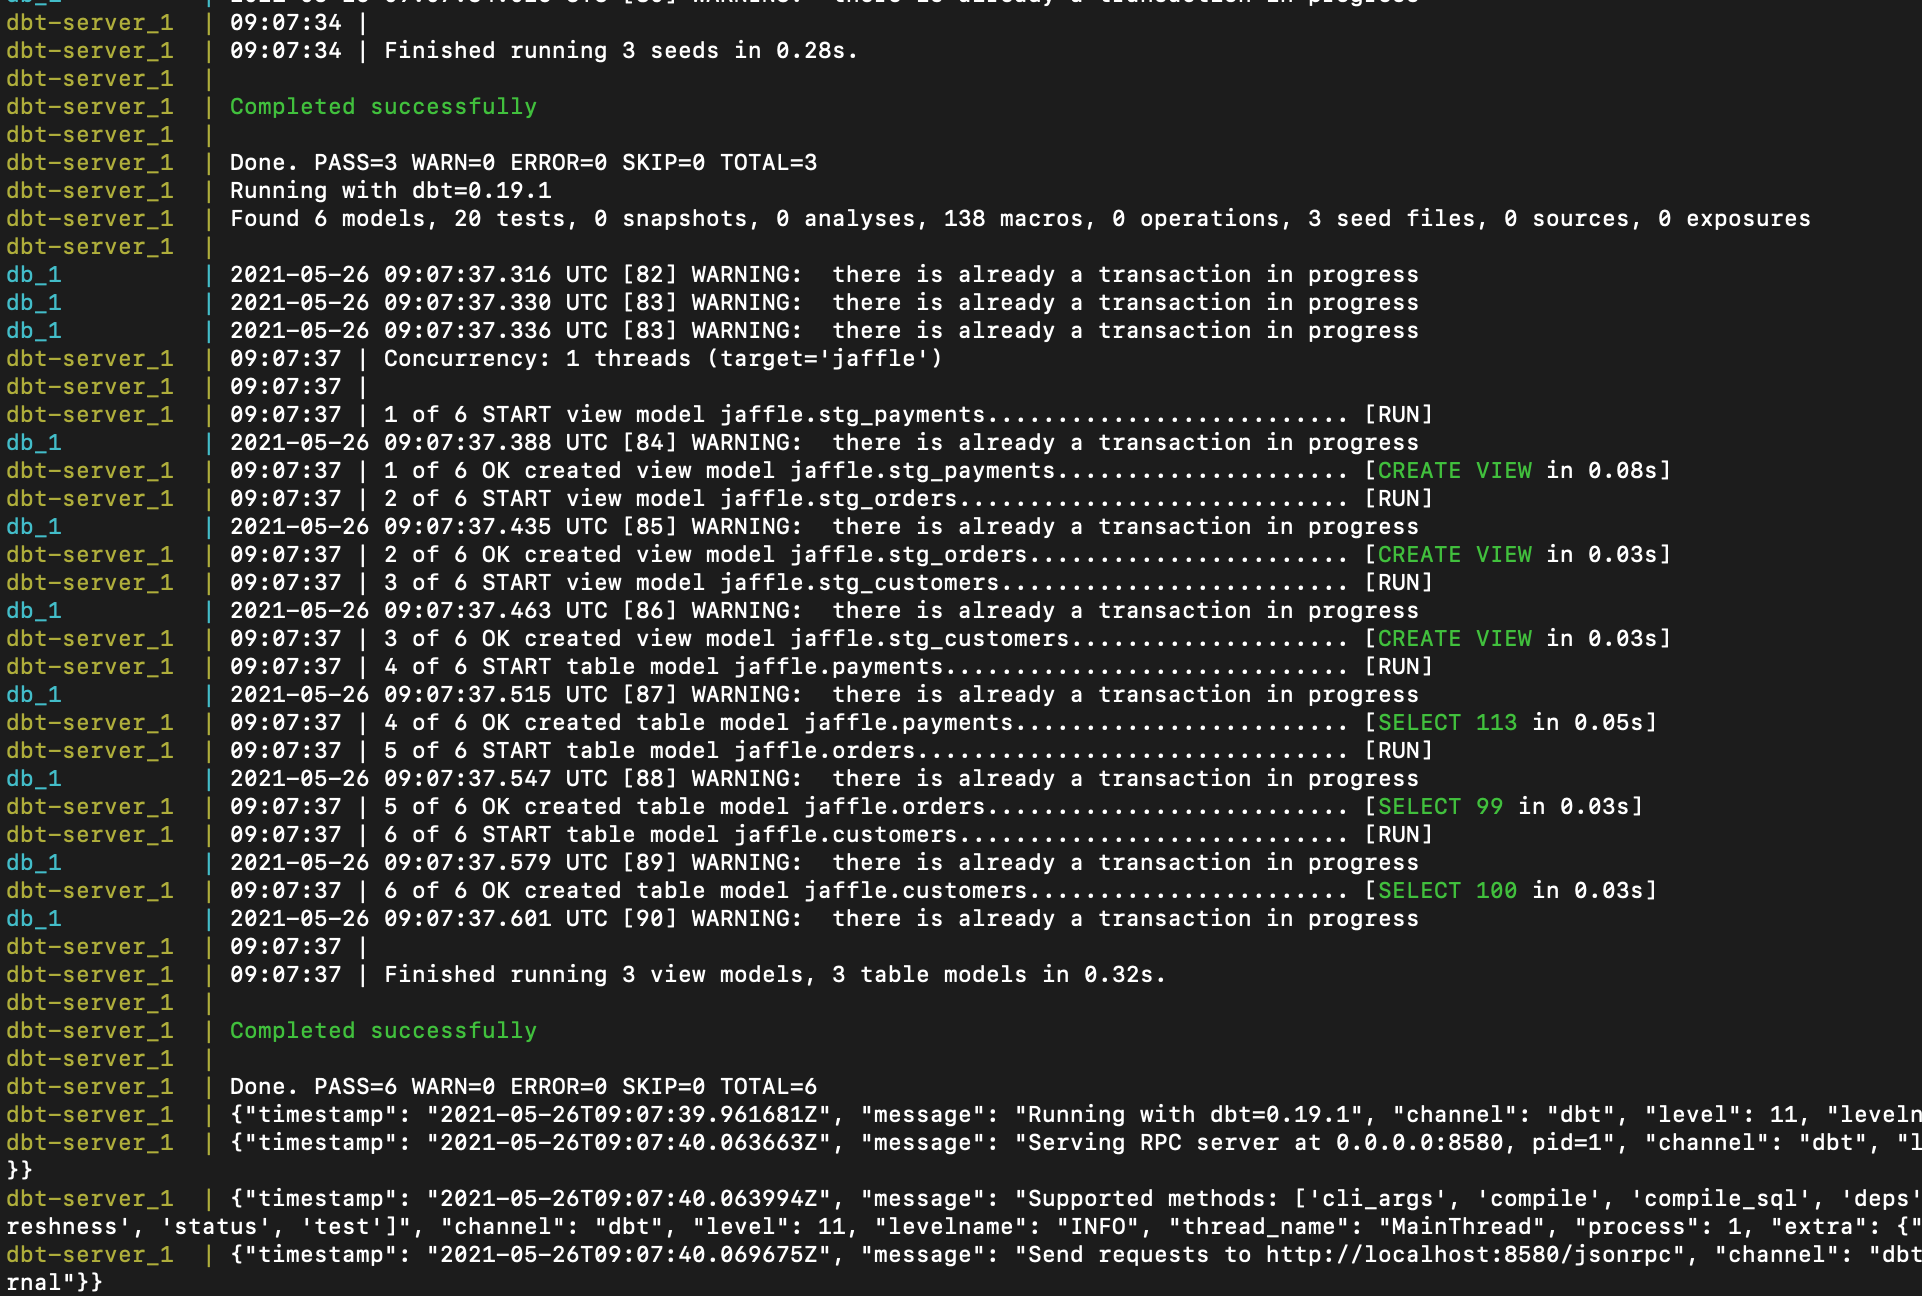 dbt-server_1  | 09:07:34 |
dbt-server_1  | 09:07:34 | Finished running 3 seeds in 0.28s.
dbt-server_1  |
dbt-server_1  | Completed successfully
dbt-server_1  |
dbt-server_1  | Done. PASS=3 WARN=0 ERROR=0 SKIP=0 TOTAL=3
dbt-server_1  | Running with dbt=0.19.1
dbt-server_1  | Found 6 models, 20 tests, 0 snapshots, 0 analyses, 138 macros, 0 operations, 3 seed files, 0 sources, 0 exposures
dbt-server_1  |
db_1          | 2021-05-26 09:07:37.316 UTC [82] WARNING:  there is already a transaction in progress
db_1          | 2021-05-26 09:07:37.330 UTC [83] WARNING:  there is already a transaction in progress
db_1          | 2021-05-26 09:07:37.336 UTC [83] WARNING:  there is already a transaction in progress
dbt-server_1  | 09:07:37 | Concurrency: 1 threads (target='jaffle')
dbt-server_1  | 09:07:37 |
dbt-server_1  | 09:07:37 | 1 of 6 START view model jaffle.stg_payments.......................... [RUN]
db_1          | 2021-05-26 09:07:37.388 UTC [84] WARNING:  there is already a transaction in progress
dbt-server_1  | 09:07:37 | 1 of 6 OK created view model jaffle.stg_payments..................... [CREATE VIEW in 0.08s]
dbt-server_1  | 09:07:37 | 2 of 6 START view model jaffle.stg_orders............................ [RUN]
db_1          | 2021-05-26 09:07:37.435 UTC [85] WARNING:  there is already a transaction in progress
dbt-server_1  | 09:07:37 | 2 of 6 OK created view model jaffle.stg_orders....................... [CREATE VIEW in 0.03s]
dbt-server_1  | 09:07:37 | 3 of 6 START view model jaffle.stg_customers......................... [RUN]
db_1          | 2021-05-26 09:07:37.463 UTC [86] WARNING:  there is already a transaction in progress
dbt-server_1  | 09:07:37 | 3 of 6 OK created view model jaffle.stg_customers.................... [CREATE VIEW in 0.03s]
dbt-server_1  | 09:07:37 | 4 of 6 START table model jaffle.payments............................. [RUN]
db_1          | 2021-05-26 09:07:37.515 UTC [87] WARNING:  there is already a transaction in progress
dbt-server_1  | 09:07:37 | 4 of 6 OK created table model jaffle.payments........................ [SELECT 113 in 0.05s]
dbt-server_1  | 09:07:37 | 5 of 6 START table model jaffle.orders............................... [RUN]
db_1          | 2021-05-26 09:07:37.547 UTC [88] WARNING:  there is already a transaction in progress
dbt-server_1  | 09:07:37 | 5 of 6 OK created table model jaffle.orders.......................... [SELECT 99 in 0.03s]
dbt-server_1  | 09:07:37 | 6 of 6 START table model jaffle.customers............................ [RUN]
db_1          | 2021-05-26 09:07:37.579 UTC [89] WARNING:  there is already a transaction in progress
dbt-server_1  | 09:07:37 | 6 of 6 OK created table model jaffle.customers....................... [SELECT 100 in 0.03s]
db_1          | 2021-05-26 09:07:37.601 UTC [90] WARNING:  there is already a transaction in progress
dbt-server_1  | 09:07:37 |
dbt-server_1  | 09:07:37 | Finished running 3 view models, 3 table models in 0.32s.
dbt-server_1  |
dbt-server_1  | Completed successfully
dbt-server_1  |
dbt-server_1  | Done. PASS=6 WARN=0 ERROR=0 SKIP=0 TOTAL=6
dbt-server_1  | {"timestamp": "2021-05-26T09:07:39.961681Z", "message": "Running with dbt=0.19.1", "channel": "dbt", "level": 11, "leveln
dbt-server_1  | {"timestamp": "2021-05-26T09:07:40.063663Z", "message": "Serving RPC server at 0.0.0.0:8580, pid=1", "channel": "dbt", "l
}}
dbt-server_1  | {"timestamp": "2021-05-26T09:07:40.063994Z", "message": "Supported methods: ['cli_args', 'compile', 'compile_sql', 'deps'
reshness', 'status', 'test']", "channel": "dbt", "level": 11, "levelname": "INFO", "thread_name": "MainThread", "process": 1, "extra": {"
dbt-server_1  | {"timestamp": "2021-05-26T09:07:40.069675Z", "message": "Send requests to http://localhost:8580/jsonrpc", "channel": "dbt
rnal"}}